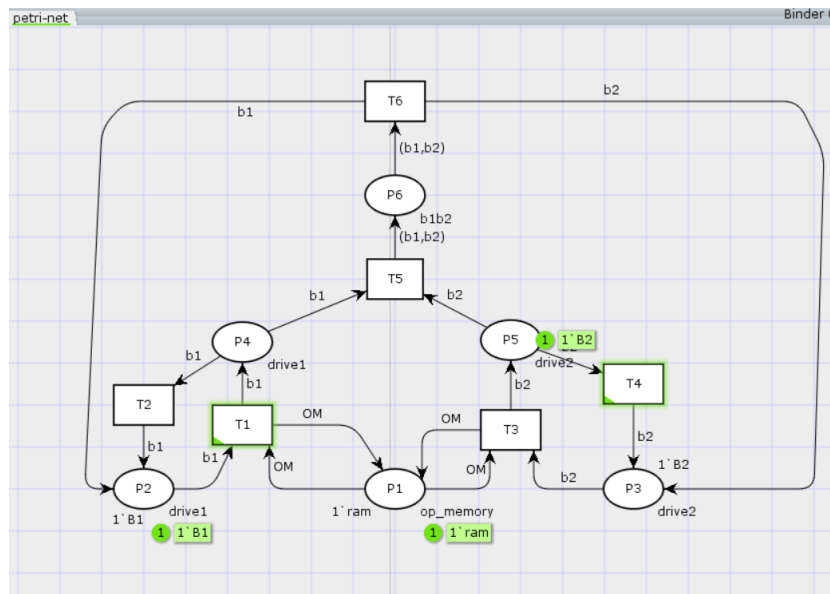 petri-net
Binder
T6
b1
b2
(b1,b2)
P6
b1b2
(b1,b2)
T5
b1
b2
P4
drive1
P5
1 1`B2
b2
drive2
b1
b1
T2
T1
OM
OM
T3
b2
T4
b1
b1
OM
OM
b2
b2
P2
drive1
1`B1
1 1`B1
P1
1`ram
op_memory
1 1`ram
P3
1`B2
drive2